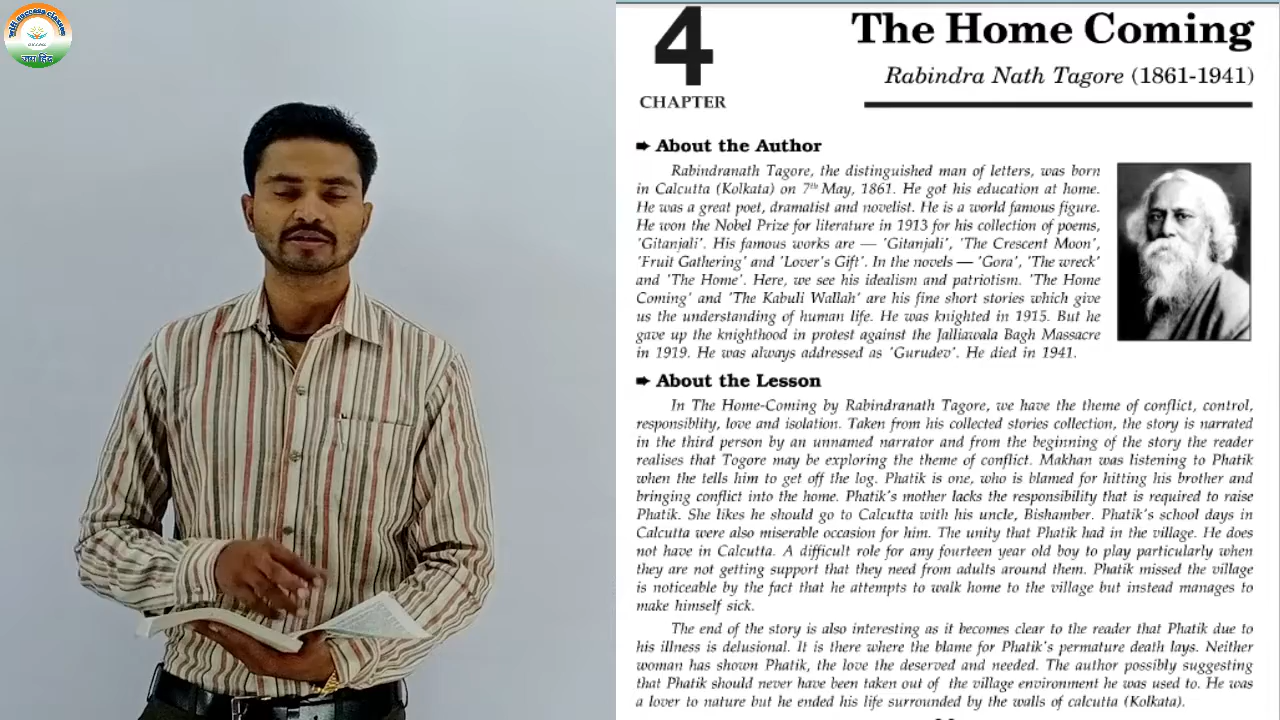 self success classes
SUCCESS
जय हिंद
4
CHAPTER
The Home Coming
Rabindra Nath Tagore (1861-1941)
➨ About the Author
Rabindranath Tagore, the distinguished man of letters, was born
in Calcutta (Kolkata) on 7th May, 1861. He got his education at home.
He was a great poet, dramatist and novelist. He is a world famous figure.
He won the Nobel Prize for literature in 1913 for his collection of poems,
'Gitanjali'. His famous works are — 'Gitanjali', 'The Crescent Moon',
'Fruit Gathering' and 'Lover's Gift'. In the novels — 'Gora', 'The wreck'
and 'The Home'. Here, we see his idealism and patriotism. 'The Home
Coming' and 'The Kabuli Wallah' are his fine short stories which give
us the understanding of human life. He was knighted in 1915. But he
gave up the knighthood in protest against the Jalliawala Bagh Massacre
in 1919. He was always addressed as 'Gurudev'. He died in 1941.
➨ About the Lesson
In The Home-Coming by Rabindranath Tagore, we have the theme of conflict, control,
responsiblity, love and isolation. Taken from his collected stories collection, the story is narrated
in the third person by an unnamed narrator and from the beginning of the story the reader
realises that Togore may be exploring the theme of conflict. Makhan was listening to Phatik
when the tells him to get off the log. Phatik is one, who is blamed for hitting his brother and
bringing conflict into the home. Phatik's mother lacks the responsibility that is required to raise
Phatik. She likes he should go to Calcutta with his uncle, Bishamber. Phatik's school days in
Calcutta were also miserable occasion for him. The unity that Phatik had in the village. He does
not have in Calcutta. A difficult role for any fourteen year old boy to play particularly when
they are not getting support that they need from adults around them. Phatik missed the village
is noticeable by the fact that he attempts to walk home to the village but instead manages to
make himself sick.
The end of the story is also interesting as it becomes clear to the reader that Phatik due to
his illness is delusional. It is there where the blame for Phatik's permature death lays. Neither
woman has shown Phatik, the love the deserved and needed. The author possibly suggesting
that Phatik should never have been taken out of the village environment he was used to. He was
a lover to nature but he ended his life surrounded by the walls of calcutta (Kolkata).